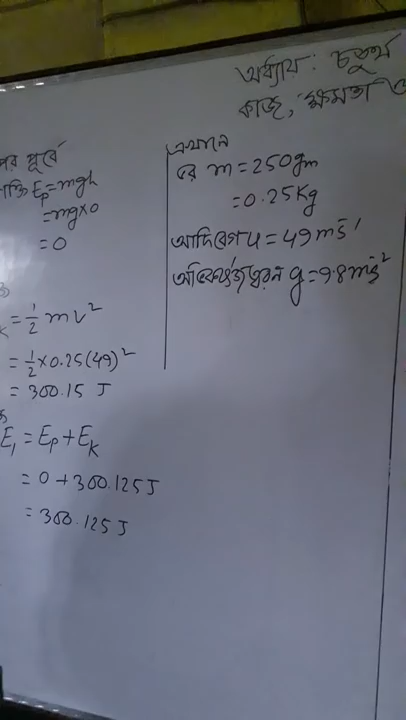 অধ্যায় : চতুর্থ
কাজ, ক্ষমতা ও
পূর্বে
Ep=mgh
=mg×0
=0
= 1/2 mv²
= 1/2 × 0.25(49)²
= 300.15 J
E₁ = Ep + EK
= 0 + 300.125J
= 300.125J
এখানে
ভর m = 250gm
= 0.25Kg
আদিবেগ u = 49ms⁻¹
অভিকর্ষজ ত্বরণ g = 9.8ms⁻²